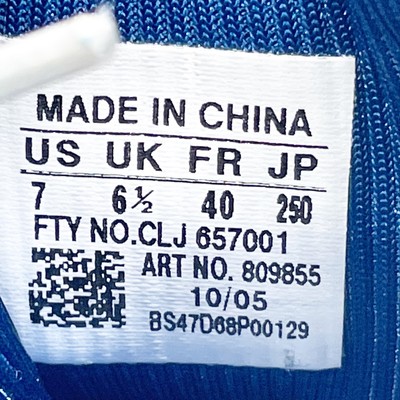 MADE IN CHINA
US UK FR JP
7 6½ 40 250
FTY NO.CLJ 657001
ART NO. 809855
10/05
BS47D68P00129